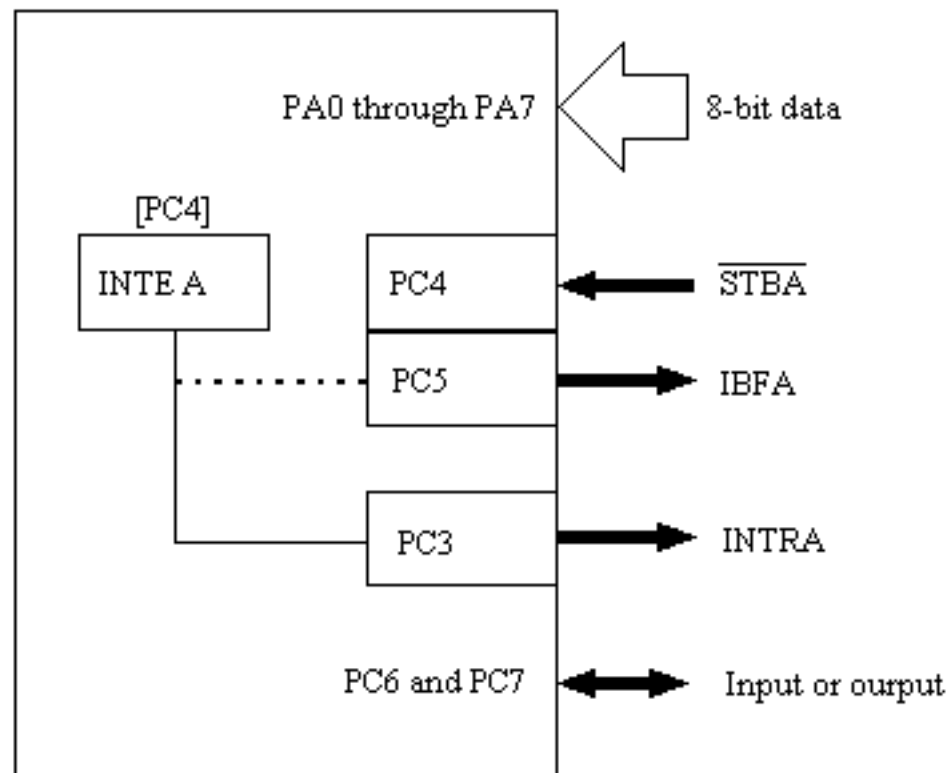 PA0 through PA7
8-bit data
[PC4]
INTE A
PC4
STBA
PC5
IBFA
PC3
INTRA
PC6 and PC7
Input or ourput